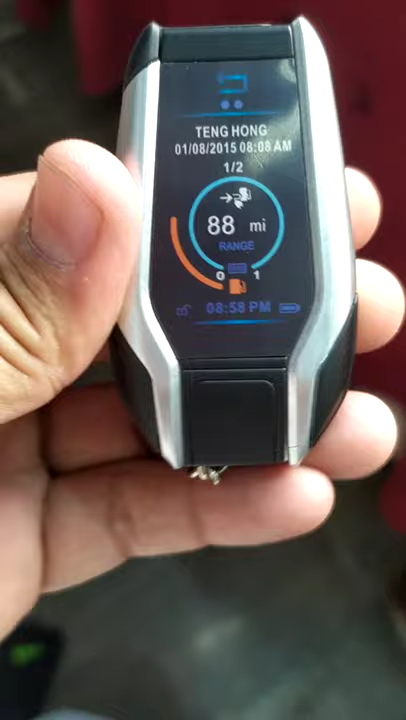 TENG HONG
01/08/2015 08:08 AM
1/2
88 mi
RANGE
0 1
08:58 PM